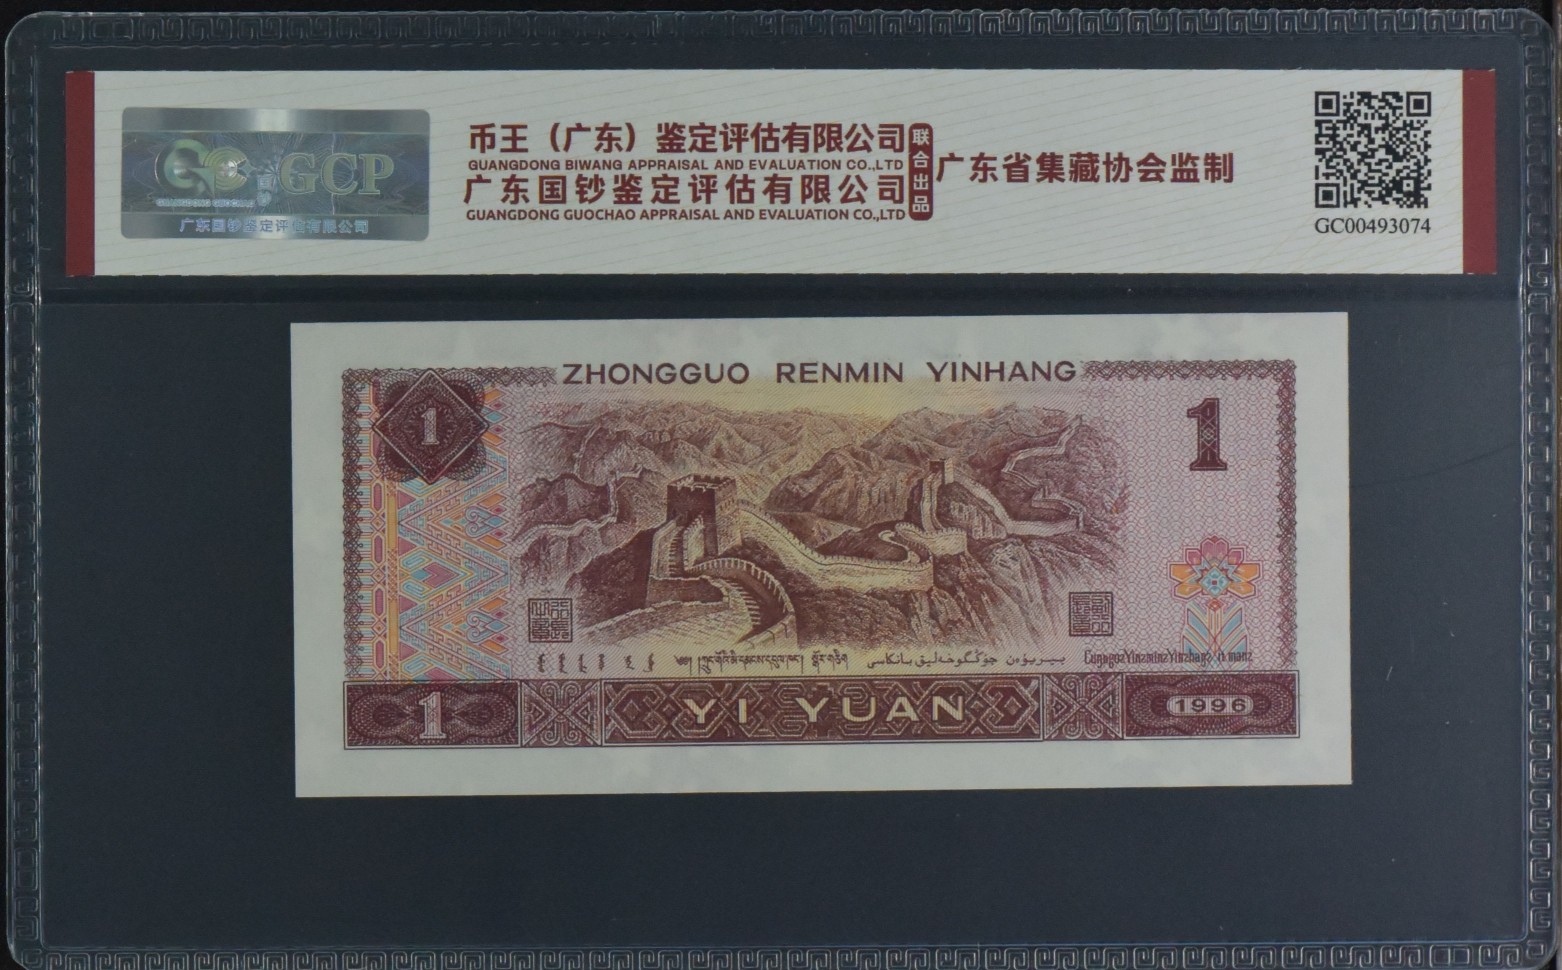 GCP
广东国钞鉴定评估有限公司
币王（广东）鉴定评估有限公司
GUANGDONG BIWANG APPRAISAL AND EVALUATION CO.,LTD
广东国钞鉴定评估有限公司
GUANGDONG GUOCHAO APPRAISAL AND EVALUATION CO.,LTD
联合出品
广东省集藏协会监制
GC00493074
ZHONGGUO RENMIN YINHANG
1
1
جۇڭگوخەلىق بانكاسى بىريۇەن
1
YI YUAN
1996